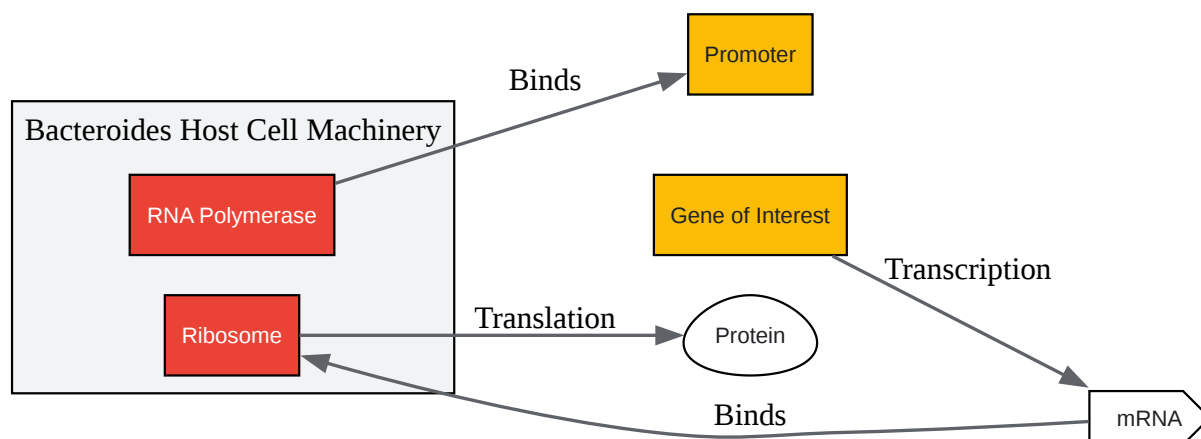 Promoter
Binds
Bacteroides Host Cell Machinery
RNA Polymerase
Gene of Interest
Transcription
Translation
Ribosome
Protein
Binds
mRNA